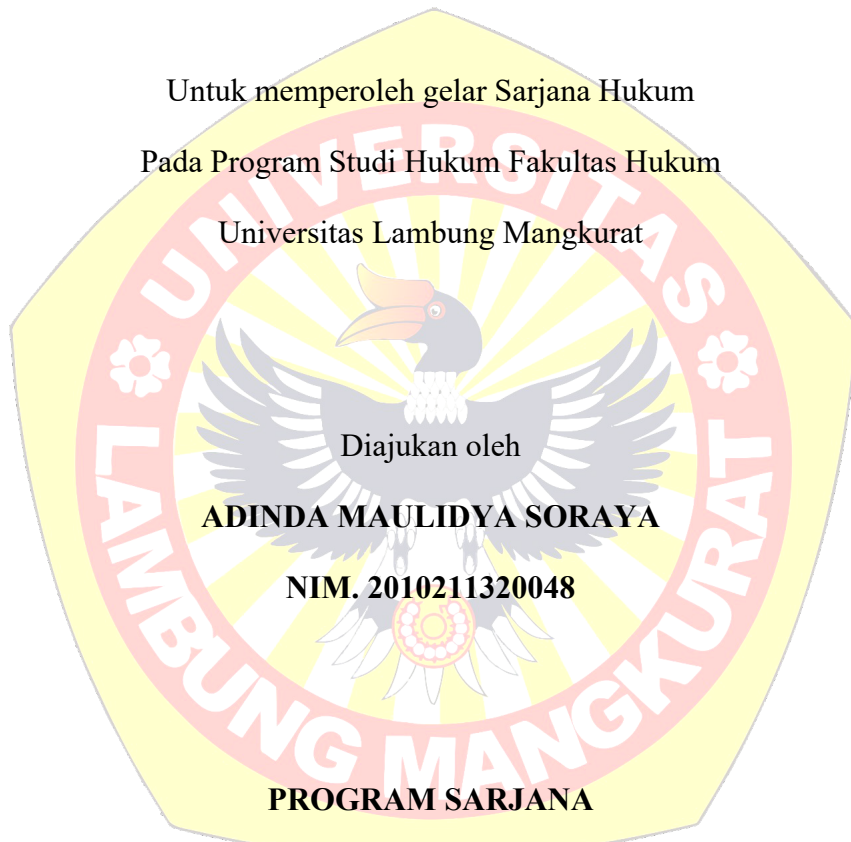 Untuk memperoleh gelar Sarjana Hukum
Pada Program Studi Hukum Fakultas Hukum
Universitas Lambung Mangkurat
UNIVERSITAS
LAMBUNG MANGKURAT
Diajukan oleh
ADINDA MAULIDYA SORAYA
NIM. 2010211320048
PROGRAM SARJANA